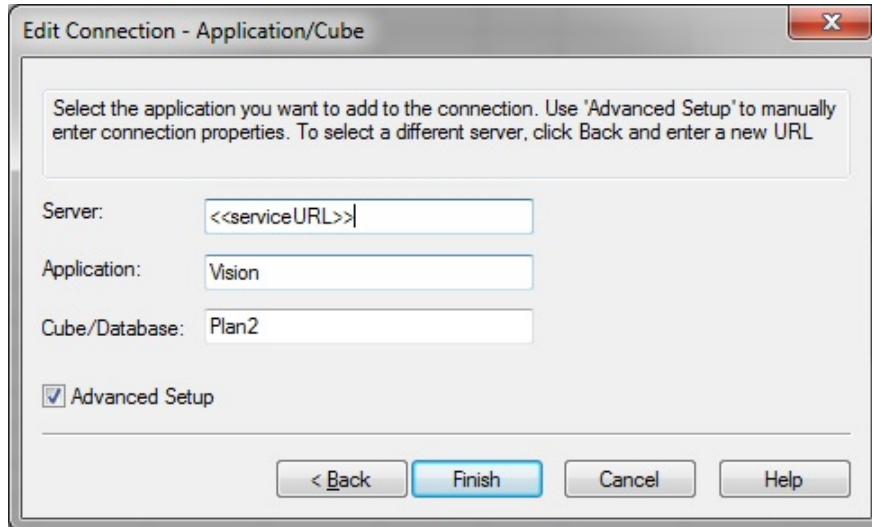 Edit Connection - Application/Cube
X
Select the application you want to add to the connection. Use 'Advanced Setup' to manually
enter connection properties. To select a different server, click Back and enter a new URL
Server: <<serviceURL>>
Application: Vision
Cube/Database: Plan2
Advanced Setup
< Back Finish Cancel Help